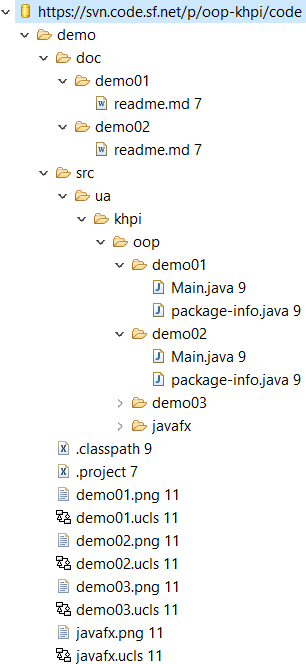 https://svn.code.sf.net/p/oop-khpi/code
demo
doc
demo01
readme.md 7
demo02
readme.md 7
src
ua
khpi
oop
demo01
Main.java 9
package-info.java 9
demo02
Main.java 9
package-info.java 9
demo03
javafx
.classpath 9
.project 7
demo01.png 11
demo01.ucls 11
demo02.png 11
demo02.ucls 11
demo03.png 11
demo03.ucls 11
javafx.png 11
javafx.ucls 11